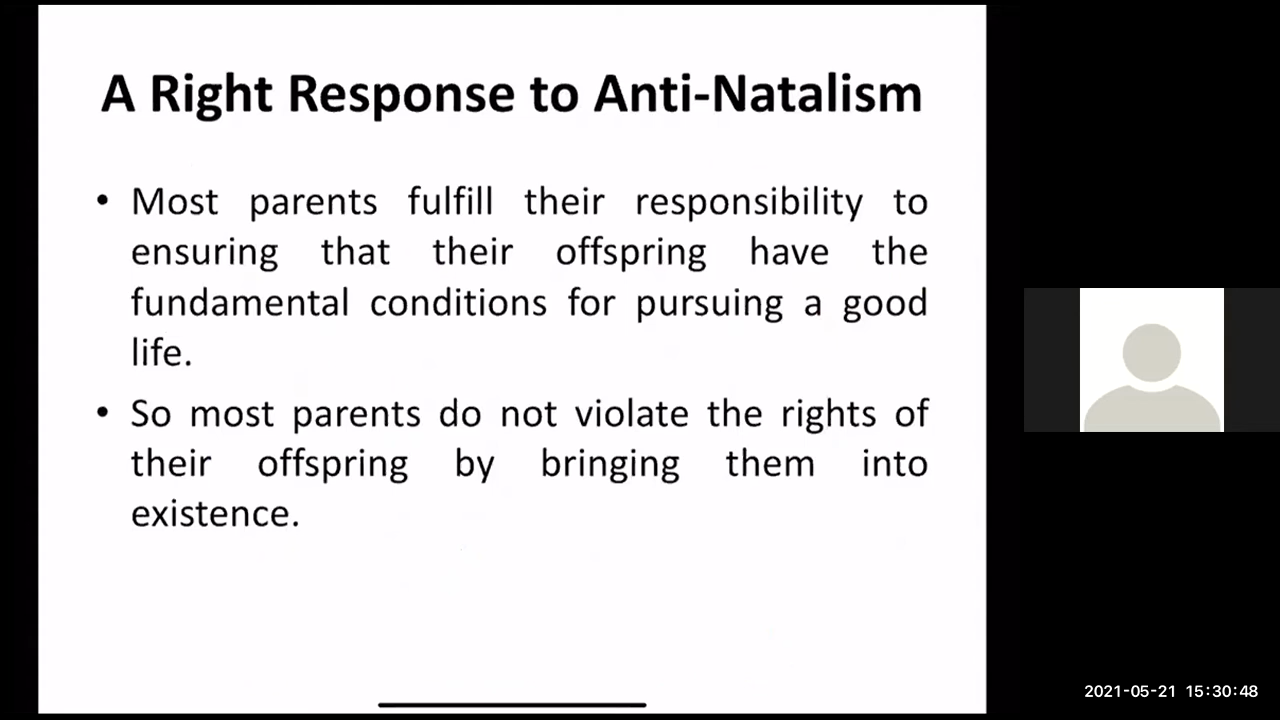 A Right Response to Anti-Natalism
• Most parents fulfill their responsibility to
ensuring that their offspring have the
fundamental conditions for pursuing a good
life.
• So most parents do not violate the rights of
their offspring by bringing them into
existence.
2021-05-21 15:30:48